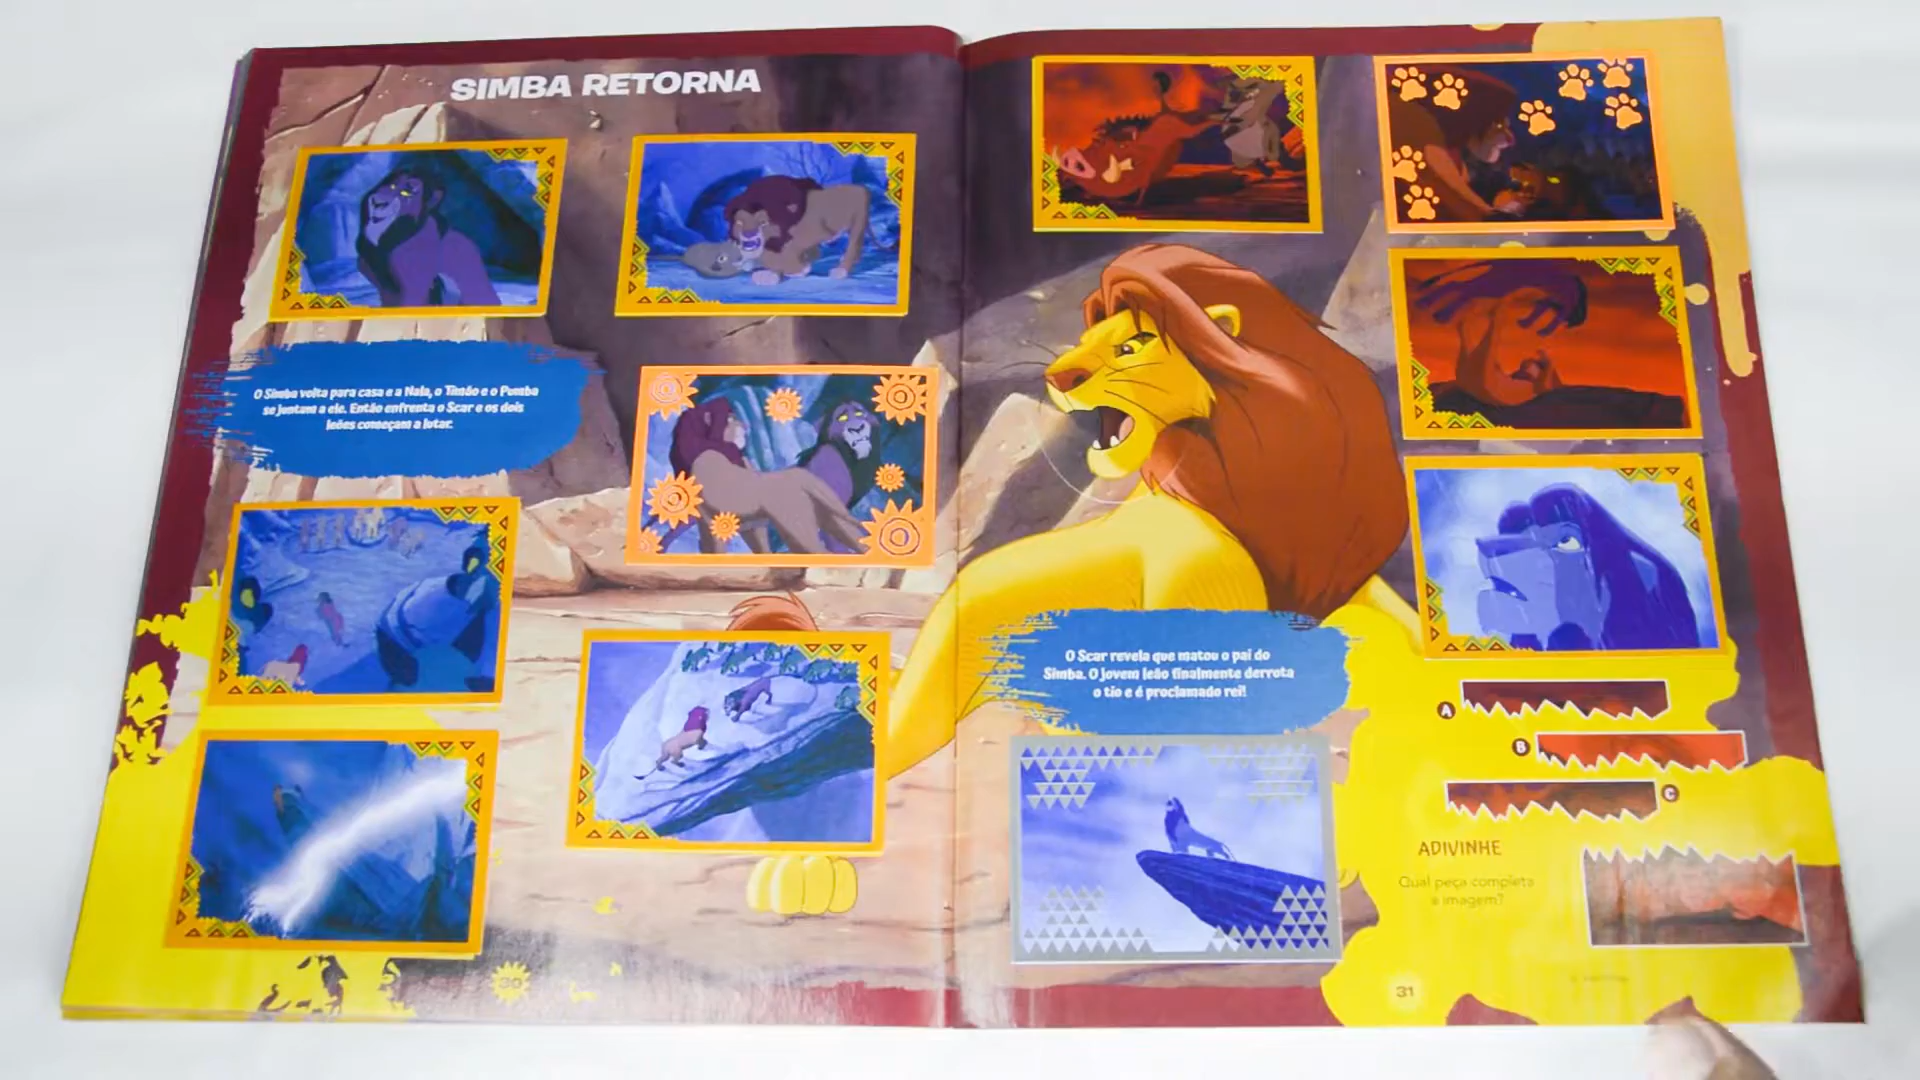 SIMBA RETORNA
O Simba volta para casa e a Nala, o Timão e o Pumba
se juntam a ele. Então enfrenta o Scar e os dois
leões começam a lutar.
30
O Scar revela que matou o pai do
Simba. O jovem leão finalmente derrota
o tio e é proclamado rei!
A
B
C
ADIVINHE
Qual peça completa
a imagem?
31